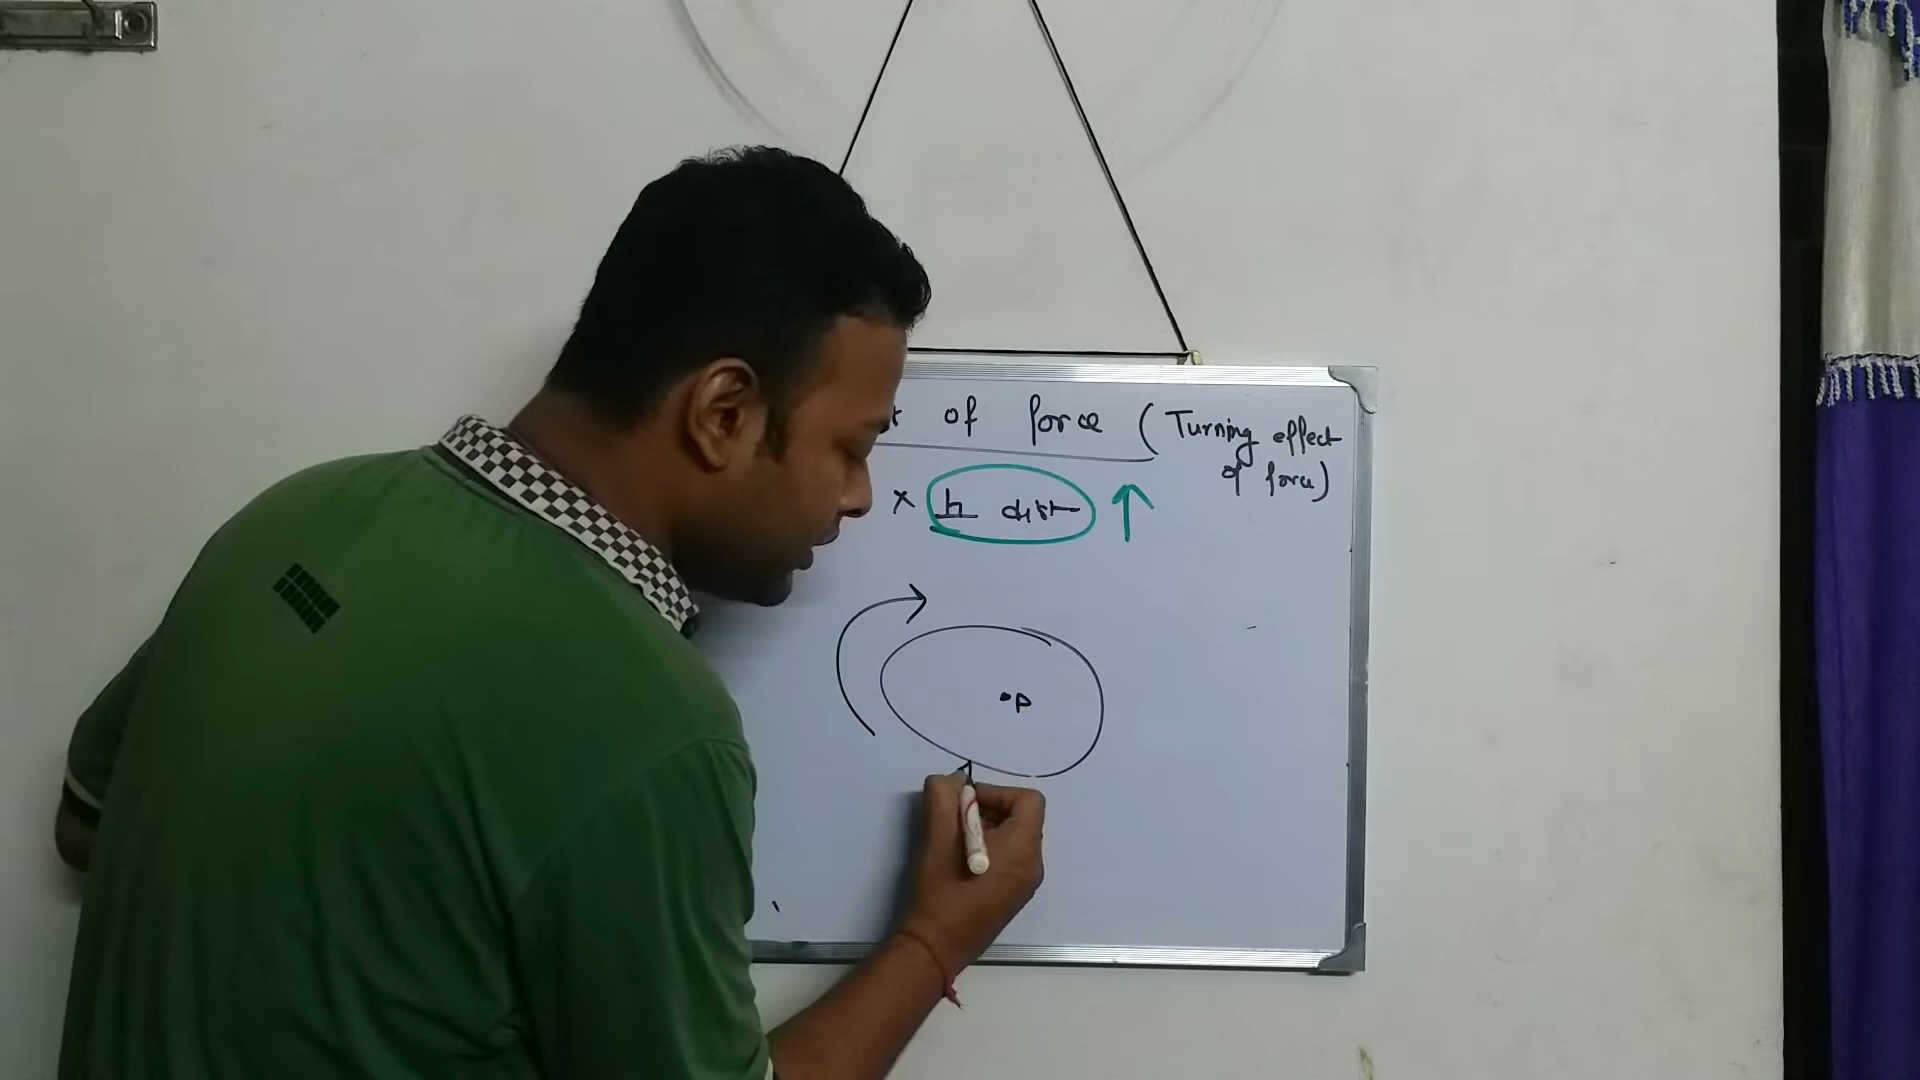 of force ( Turning effect
of force)
× h dist ↑
P